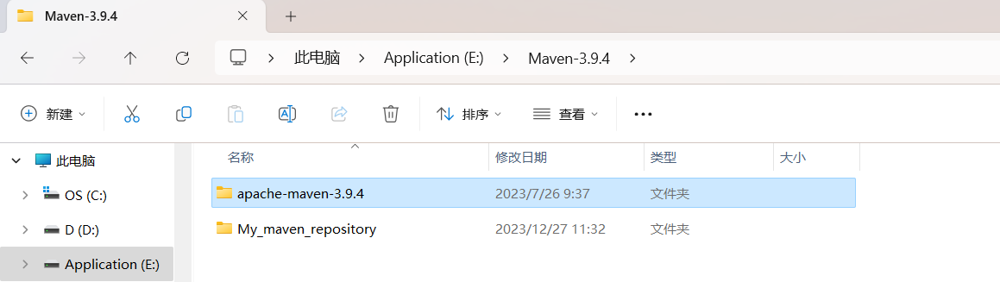 Maven-3.9.4
此电脑 Application (E:) Maven-3.9.4
新建 排序 查看
名称 修改日期 类型 大小
此电脑
OS (C:)
D (D:)
Application (E:)
apache-maven-3.9.4 2023/7/26 9:37 文件夹
My_maven_repository 2023/12/27 11:32 文件夹